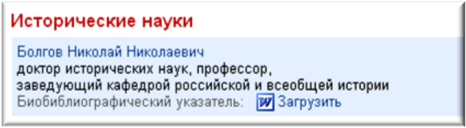 Исторические науки
Болгов Николай Николаевич
доктор исторических наук, профессор,
заведующий кафедрой российской и всеобщей истории
Биобиблиографический указатель: Загрузить